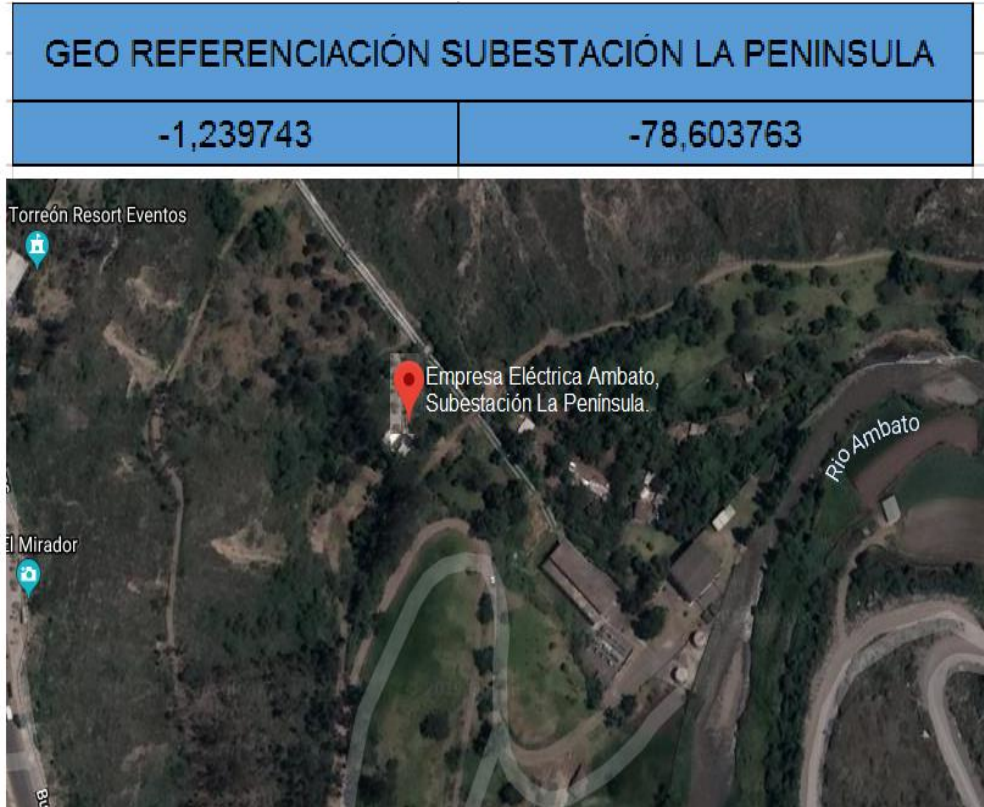 GEO REFERENCIACIÓN SUBESTACIÓN LA PENINSULA
-1,239743
-78,603763
Torreón Resort Eventos
Empresa Eléctrica Ambato,
Subestación La Península.
Rio Ambato
El Mirador